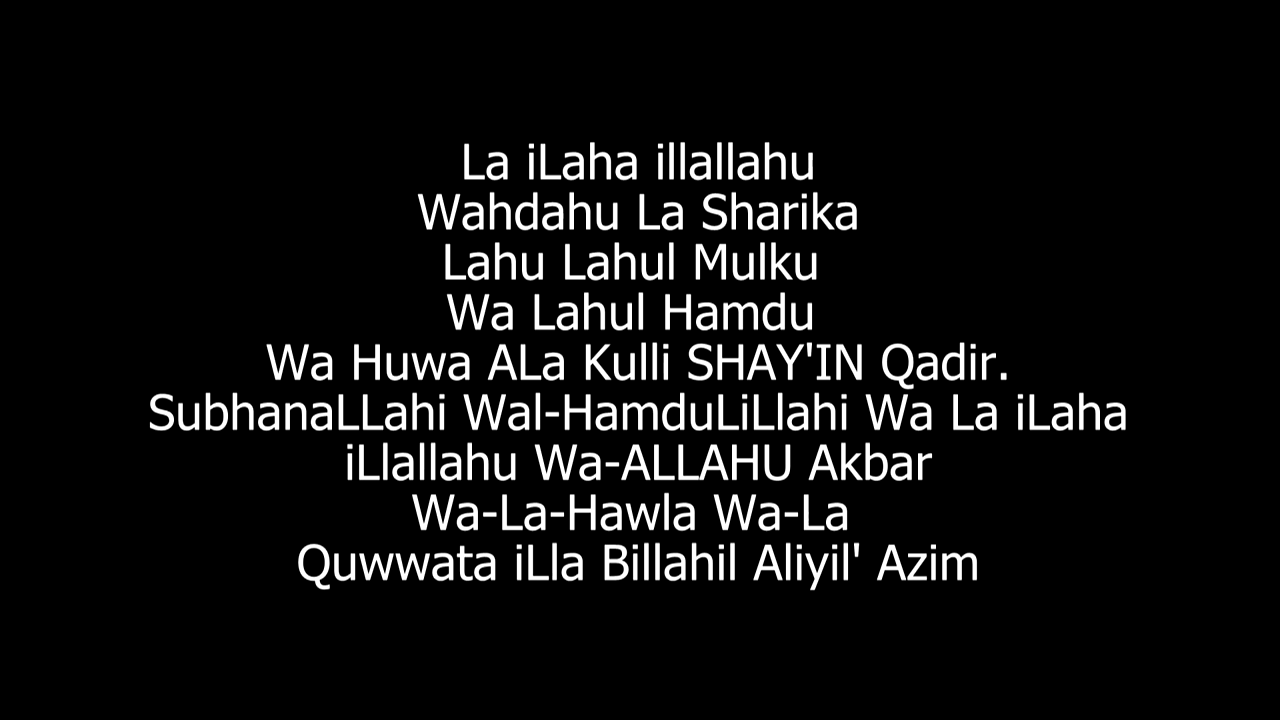 La iLaha illallahu
Wahdahu La Sharika
Lahu Lahul Mulku
Wa Lahul Hamdu
Wa Huwa ALa Kulli SHAY'IN Qadir.
SubhanaLLahi Wal-HamduLiLlahi Wa La iLaha
iLlallahu Wa-ALLAHU Akbar
Wa-La-Hawla Wa-La
Quwwata iLla Billahil Aliyil' Azim